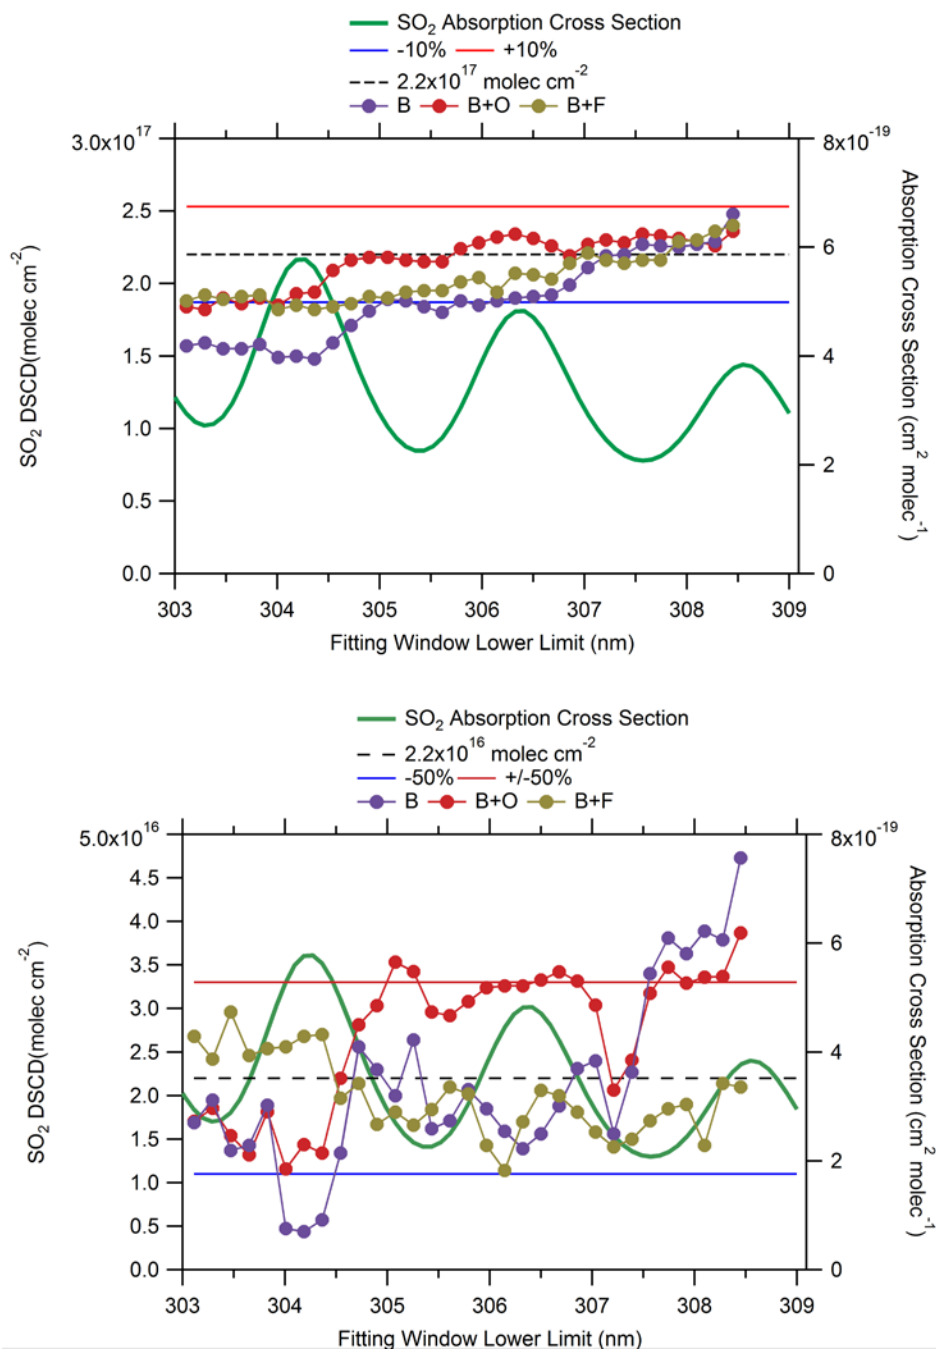 SO2 Absorption Cross Section
-10% +10%
2.2x10^17 molec cm^-2
B B+O B+F
3.0x10^17
2.5
2.0
1.5
1.0
0.5
0.0
SO2 DSCD(molec cm^-2)
8x10^-19
6
4
2
0
Absorption Cross Section (cm^2 molec^-1)
303 304 305 306 307 308 309
Fitting Window Lower Limit (nm)
SO2 Absorption Cross Section
2.2x10^16 molec cm^-2
-50% +/-50%
B B+O B+F
5.0x10^16
4.5
4.0
3.5
3.0
2.5
2.0
1.5
1.0
0.5
0.0
SO2 DSCD(molec cm^-2)
8x10^-19
6
4
2
0
Absorption Cross Section (cm^2 molec^-1)
303 304 305 306 307 308 309
Fitting Window Lower Limit (nm)